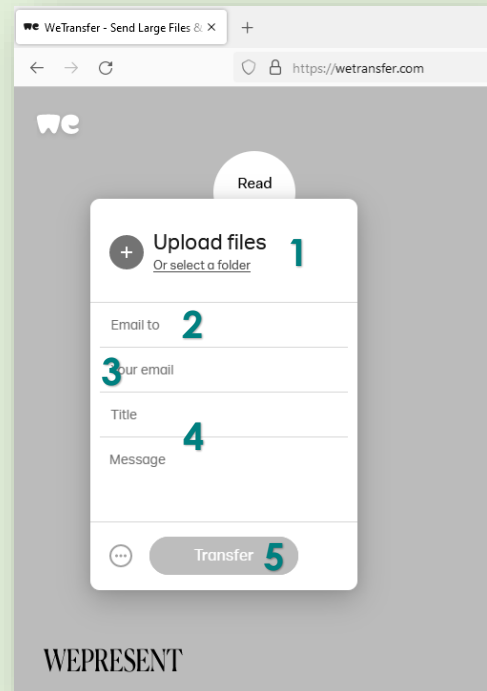 we WeTransfer - Send Large Files &
https://wetransfer.com
we
Read
Upload files
Or select a folder
1
Email to 2
3 our email
Title
4
Message
Transfer 5
WEPRESENT